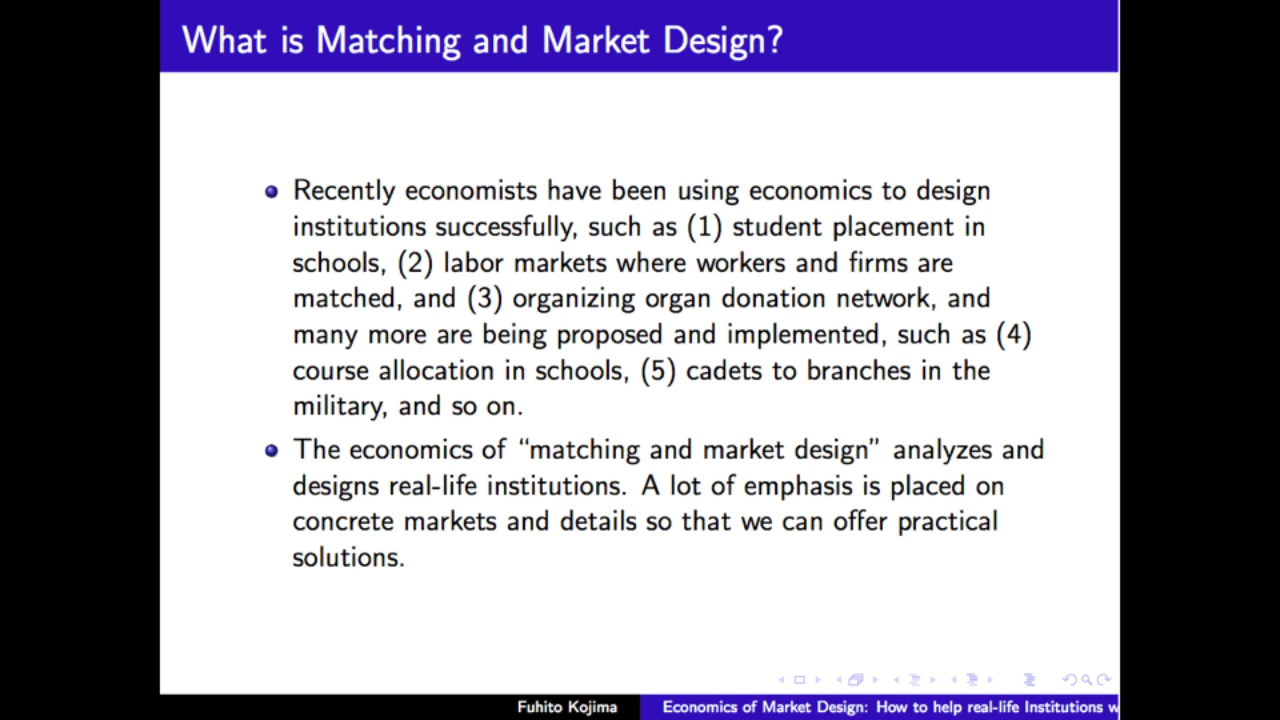 What is Matching and Market Design?
Recently economists have been using economics to design
institutions successfully, such as (1) student placement in
schools, (2) labor markets where workers and firms are
matched, and (3) organizing organ donation network, and
many more are being proposed and implemented, such as (4)
course allocation in schools, (5) cadets to branches in the
military, and so on.
The economics of “matching and market design” analyzes and
designs real-life institutions. A lot of emphasis is placed on
concrete markets and details so that we can offer practical
solutions.
Fuhito Kojima
Economics of Market Design: How to help real-life Institutions w